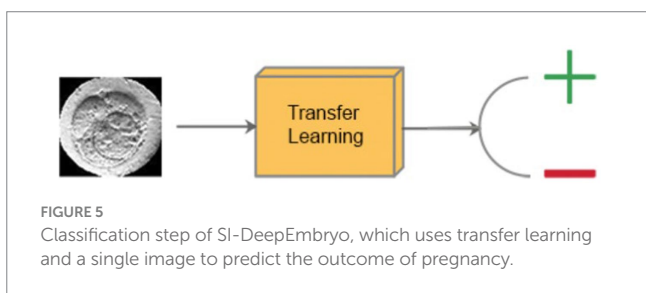 Transfer
Learning
FIGURE 5
Classification step of SI-DeepEmbryo, which uses transfer learning
and a single image to predict the outcome of pregnancy.